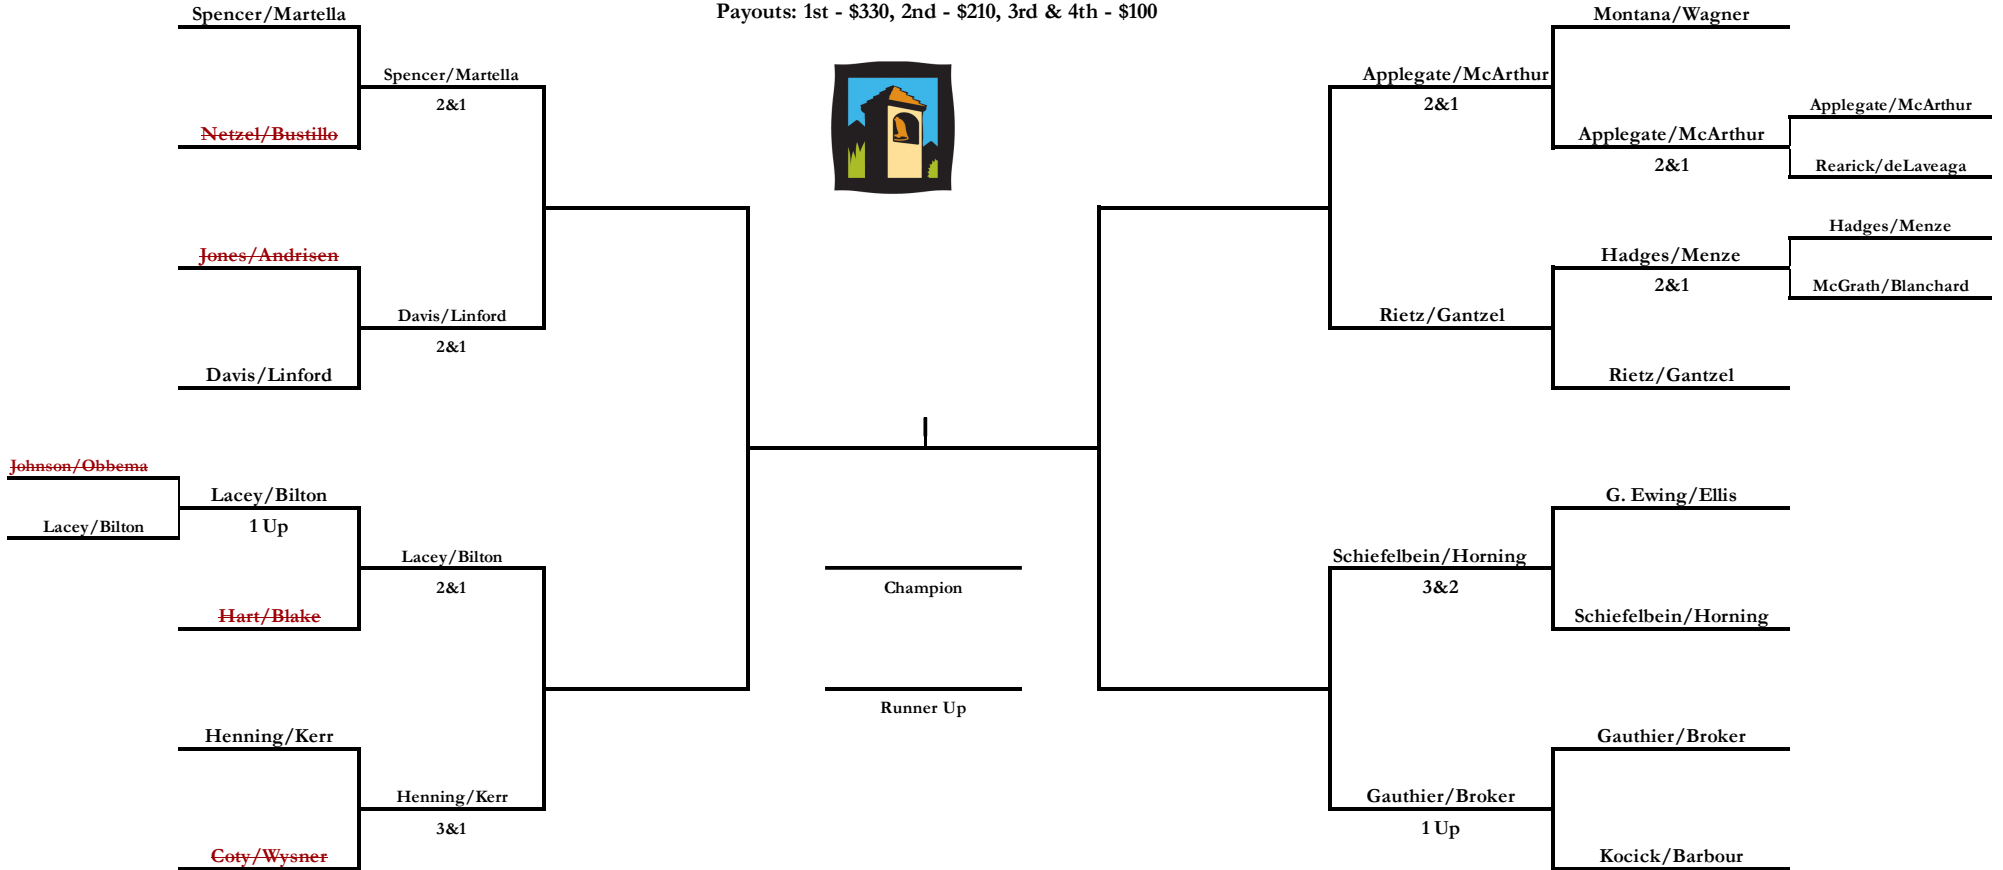 Payouts: 1st - $330, 2nd - $210, 3rd & 4th - $100
Spencer/Martella
Spencer/Martella
2&1
Netzel/Bustillo
Jones/Andrisen
Davis/Linford
2&1
Davis/Linford
Johnson/Obbema
Lacey/Bilton
1 Up
Lacey/Bilton
Lacey/Bilton
2&1
Hart/Blake
Henning/Kerr
Henning/Kerr
3&1
Coty/Wysner
Champion
Runner Up
Montana/Wagner
Applegate/McArthur
2&1
Applegate/McArthur
Applegate/McArthur
2&1
Rearick/deLaveaga
Hadges/Menze
Hadges/Menze
2&1
McGrath/Blanchard
Rietz/Gantzel
Rietz/Gantzel
G. Ewing/Ellis
Schiefelbein/Horning
3&2
Schiefelbein/Horning
Gauthier/Broker
Gauthier/Broker
1 Up
Kocick/Barbour